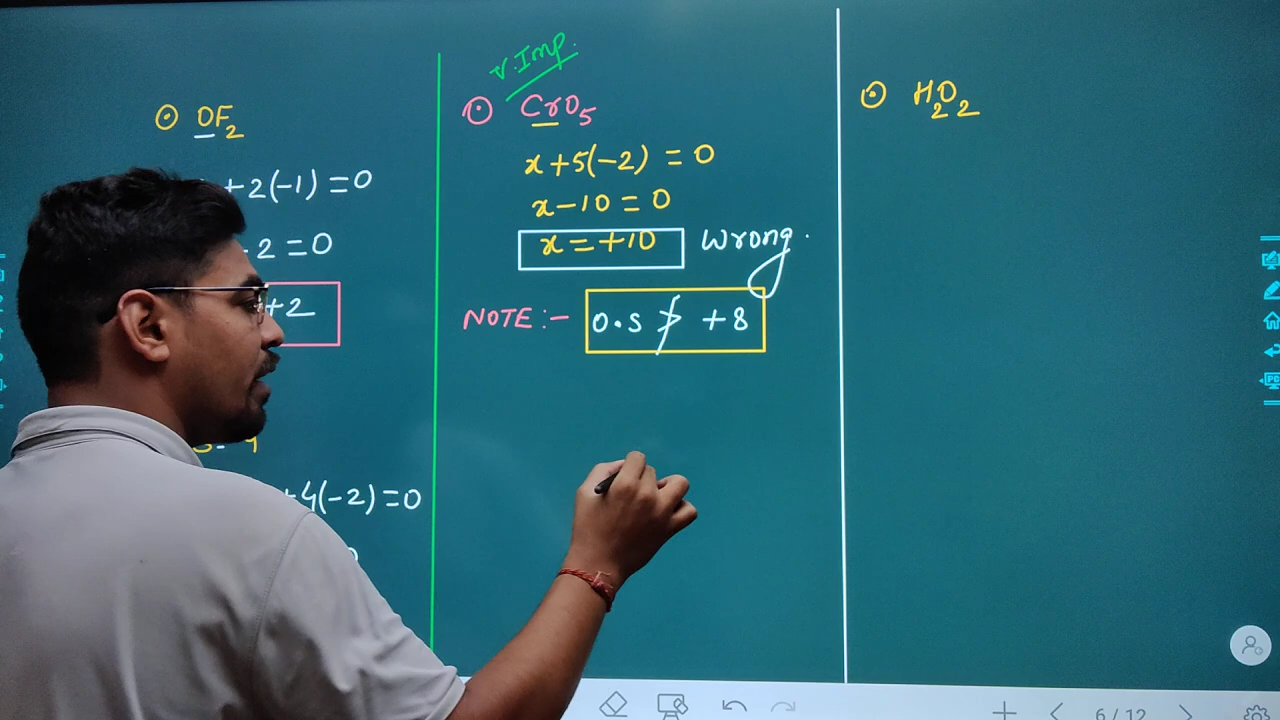 OF2
+2(-1)=0
-2=0
+2
+4(-2)=0
V.Imp.
CrO5
x+5(-2)=0
x-10=0
x=+10 Wrong.
NOTE:- O.S ≯ +8
H2O2
6/12